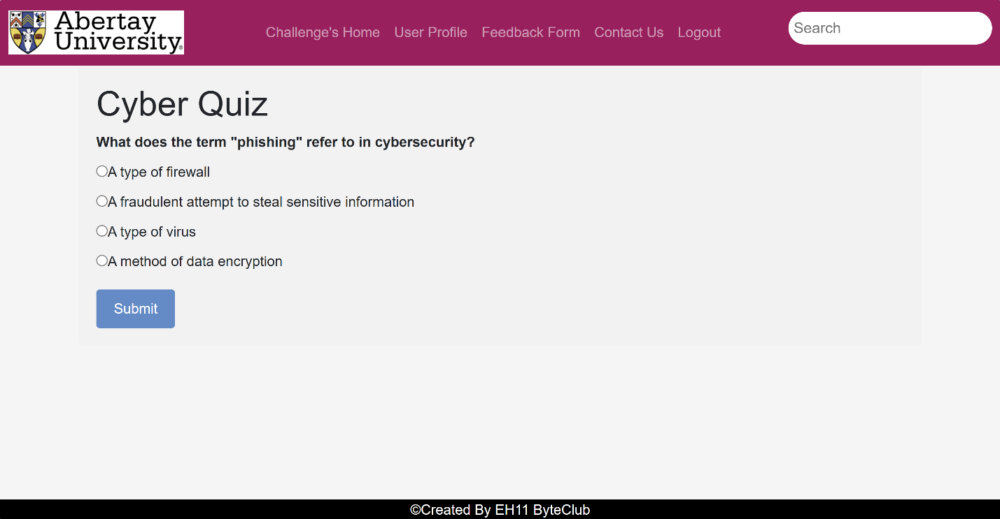 Abertay
University®
Challenge's Home User Profile Feedback Form Contact Us Logout
Search
Cyber Quiz
What does the term "phishing" refer to in cybersecurity?
A type of firewall
A fraudulent attempt to steal sensitive information
A type of virus
A method of data encryption
Submit
©Created By EH11 ByteClub